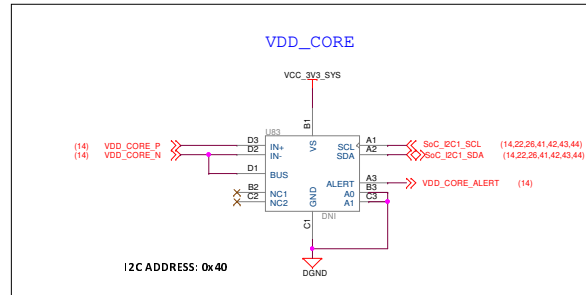 VDD_CORE
VCC_3V3_SYS
B1
U83
(14) VDD_CORE_P D3 IN+ VS SCL A1 SoC_I2C1_SCL (14,22,26,41,42,43,44)
(14) VDD_CORE_N D2 IN- SDA A2 SoC_I2C1_SDA (14,22,26,41,42,43,44)
D1 BUS
ALERT A3 VDD_CORE_ALERT (14)
B2 NC1 GND A0 B3
C2 NC2 A1 C3
C1 DNI
DGND
I2C ADDRESS: 0x40